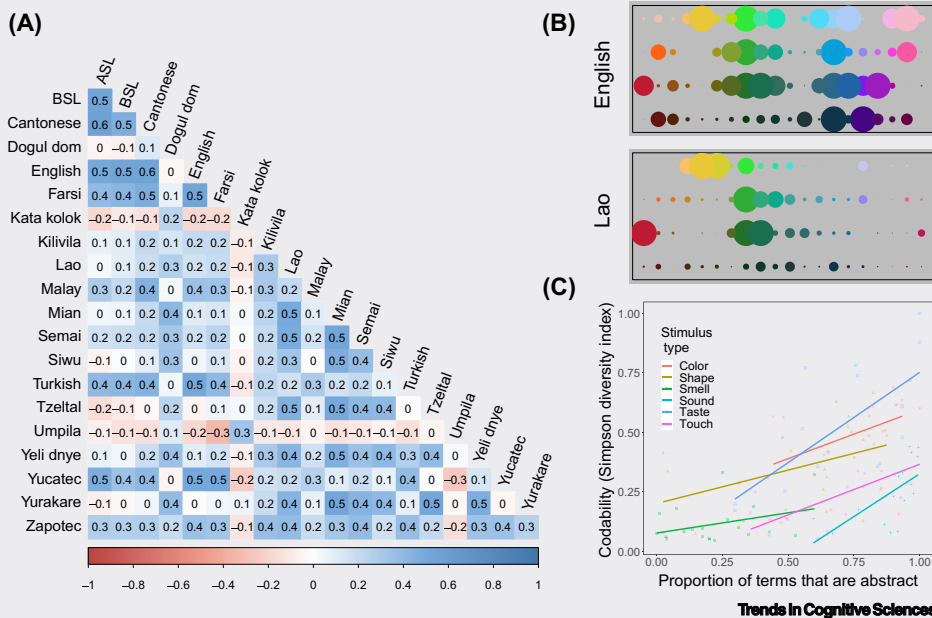 (A)
ASL
BSL
Cantonese
Dogul dom
English
Farsi
Kata kolok
Kilivila
Lao
Malay
Mian
Semai
Siwu
Turkish
Tzeltal
Umpila
Yeli dnye
Yucatec
Yurakare
BSL 0.5
Cantonese 0.6 0.5
Dogul dom 0 –0.1 0.1
English 0.5 0.5 0.6 0
Farsi 0.4 0.4 0.5 0.1 0.5
Kata kolok –0.2 –0.1 –0.1 0.2 –0.2 –0.2
Kilivila 0.1 0.1 0.2 0.1 0.2 0.2 –0.1
Lao 0 0.1 0.2 0.3 0.2 0.2 –0.1 0.3
Malay 0.3 0.2 0.4 0 0.4 0.3 –0.1 0.3 0.2
Mian 0 0.1 0.2 0.4 0.1 0.2 0 0.2 0.5 0.1
Semai 0.2 0.2 0.2 0.3 0.2 0.2 0 0.2 0.5 0.2 0.5
Siwu –0.1 0 0.1 0.3 0 0.1 0 0.2 0.3 0 0.5 0.4
Turkish 0.4 0.4 0.4 0 0.5 0.4 –0.1 0.2 0.2 0.3 0.2 0.2 0.1
Tzeltal –0.2 –0.1 0 0.2 0 0.1 0 0.2 0.5 0.1 0.5 0.4 0.4 0
Umpila –0.1 –0.1 –0.1 0.1 –0.2 –0.3 0.3 –0.1 –0.1 0 –0.1 –0.1 –0.1 –0.1 0
Yeli dnye 0.1 0 0.2 0.4 0.2 0.1 0 0.3 0.4 0.2 0.4 0.4 0.4 0.3 0.4 0
Yucatec 0.5 0.4 0.4 0 0.5 0.5 –0.2 0.2 0.2 0.3 0.1 0.2 0.1 0.4 0 –0.3 0.1
Yurakare –0.1 0 0 0.4 0 0 0 0.2 0.4 0.1 0.5 0.4 0.4 0 0.5 0 0.5 0
Zapotec 0.3 0.3 0.3 0.2 0.4 0.3 –0.1 0.4 0.4 0.2 0.3 0.4 0.2 0.4 0.2 –0.2 0.3 0.4 0.3
–1 –0.8 –0.6 –0.4 –0.2 0 0.2 0.4 0.6 0.8 1
(B)
English
Lao
(C)
Codability (Simpson diversity index)
1.00
0.75
0.50
0.25
0.00
Stimulus
type
Color
Shape
Smell
Sound
Taste
Touch
0.00 0.25 0.50 0.75 1.00
Proportion of terms that are abstract
Trends in Cognitive Sciences